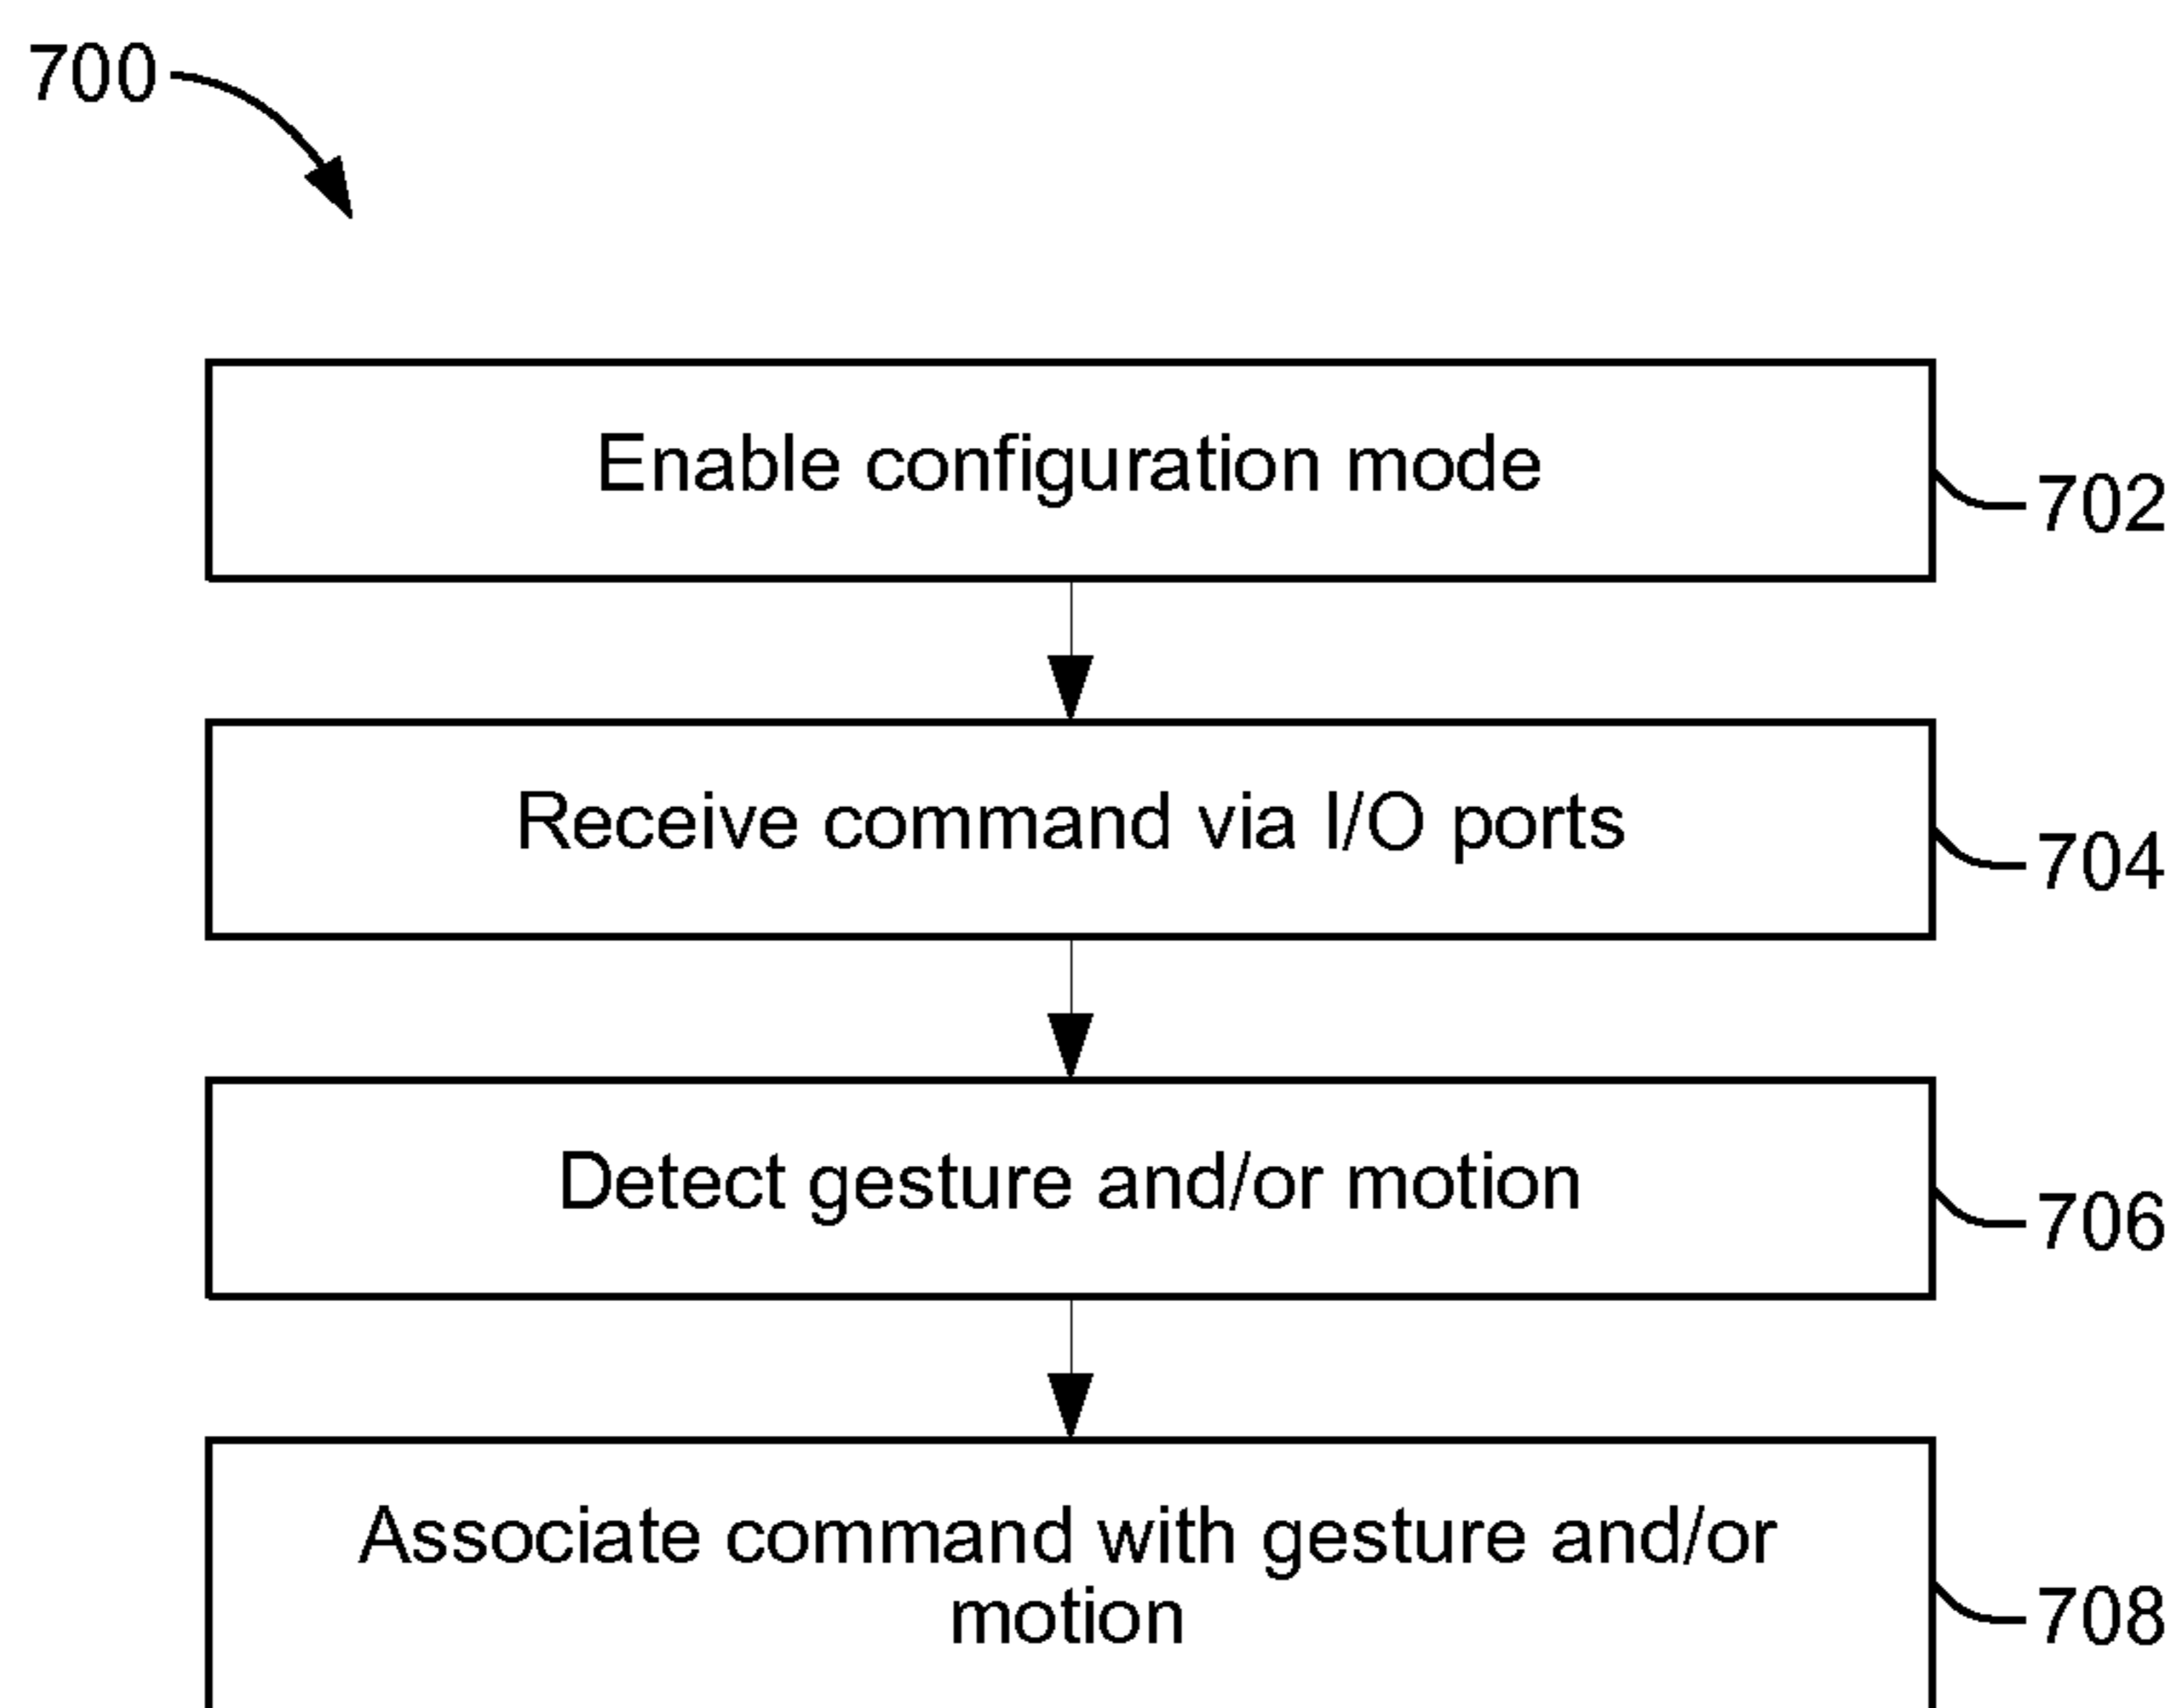 700
Enable configuration mode
702
Receive command via I/O ports
704
Detect gesture and/or motion
706
Associate command with gesture and/or
motion
708